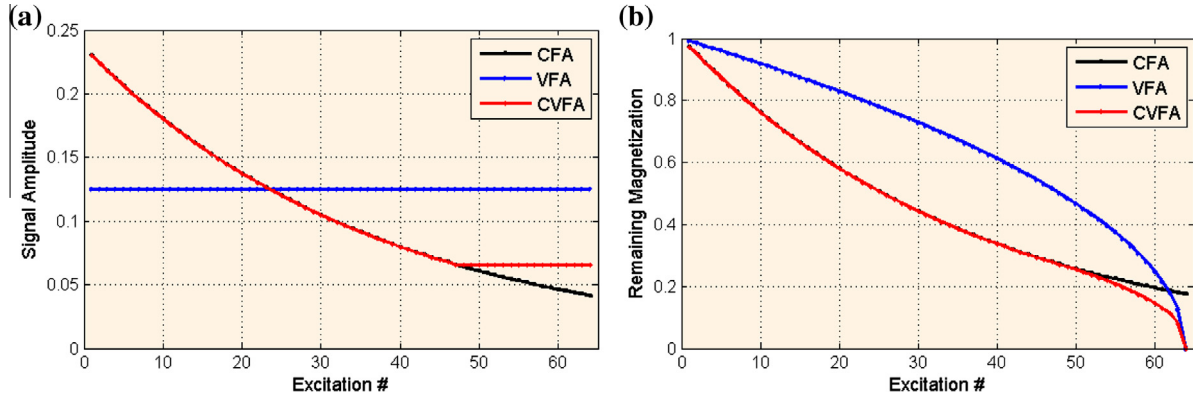 (a)
0.25
0.2
0.15
0.1
0.05
0
Signal Amplitude
CFA
VFA
CVFA
0 10 20 30 40 50 60
Excitation #
(b)
1
0.8
0.6
0.4
0.2
0
Remaining Magnetization
CFA
VFA
CVFA
0 10 20 30 40 50 60
Excitation #